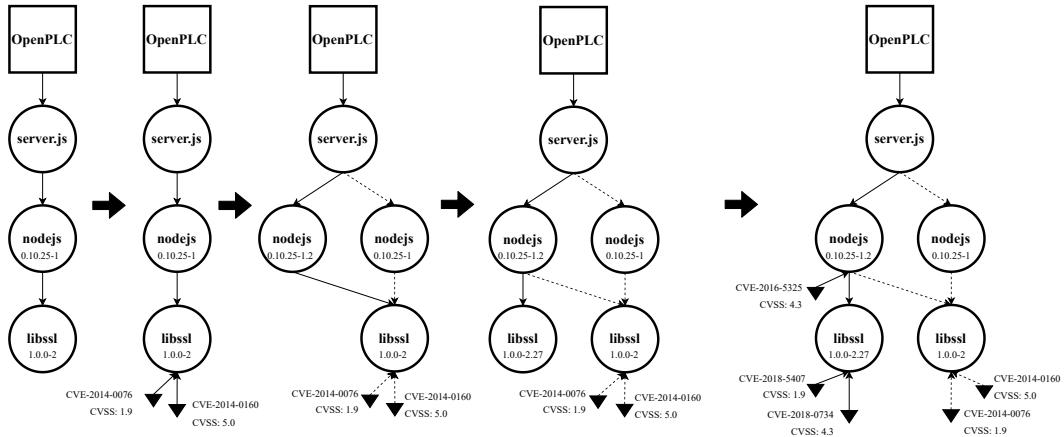 OpenPLC
server.js
nodejs
0.10.25-1
libssl
1.0.0-2
OpenPLC
server.js
nodejs
0.10.25-1
libssl
1.0.0-2
CVE-2014-0076
CVSS: 1.9
CVE-2014-0160
CVSS: 5.0
OpenPLC
server.js
nodejs
0.10.25-1.2
nodejs
0.10.25-1
libssl
1.0.0-2
CVE-2014-0076
CVSS: 1.9
CVE-2014-0160
CVSS: 5.0
OpenPLC
server.js
nodejs
0.10.25-1.2
nodejs
0.10.25-1
libssl
1.0.0-2.27
libssl
1.0.0-2
CVE-2014-0076
CVSS: 1.9
CVE-2014-0160
CVSS: 5.0
OpenPLC
server.js
nodejs
0.10.25-1.2
nodejs
0.10.25-1
CVE-2016-5325
CVSS: 4.3
libssl
1.0.0-2.27
libssl
1.0.0-2
CVE-2018-5407
CVSS: 1.9
CVE-2018-0734
CVSS: 4.3
CVE-2014-0160
CVSS: 5.0
CVE-2014-0076
CVSS: 1.9